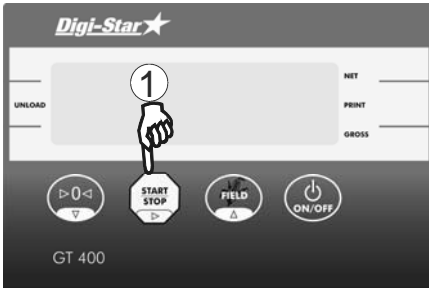 Digi-Star
1
NET
UNLOAD
PRINT
GROSS
▷0◁
START
STOP
FIELD
ON/OFF
GT 400